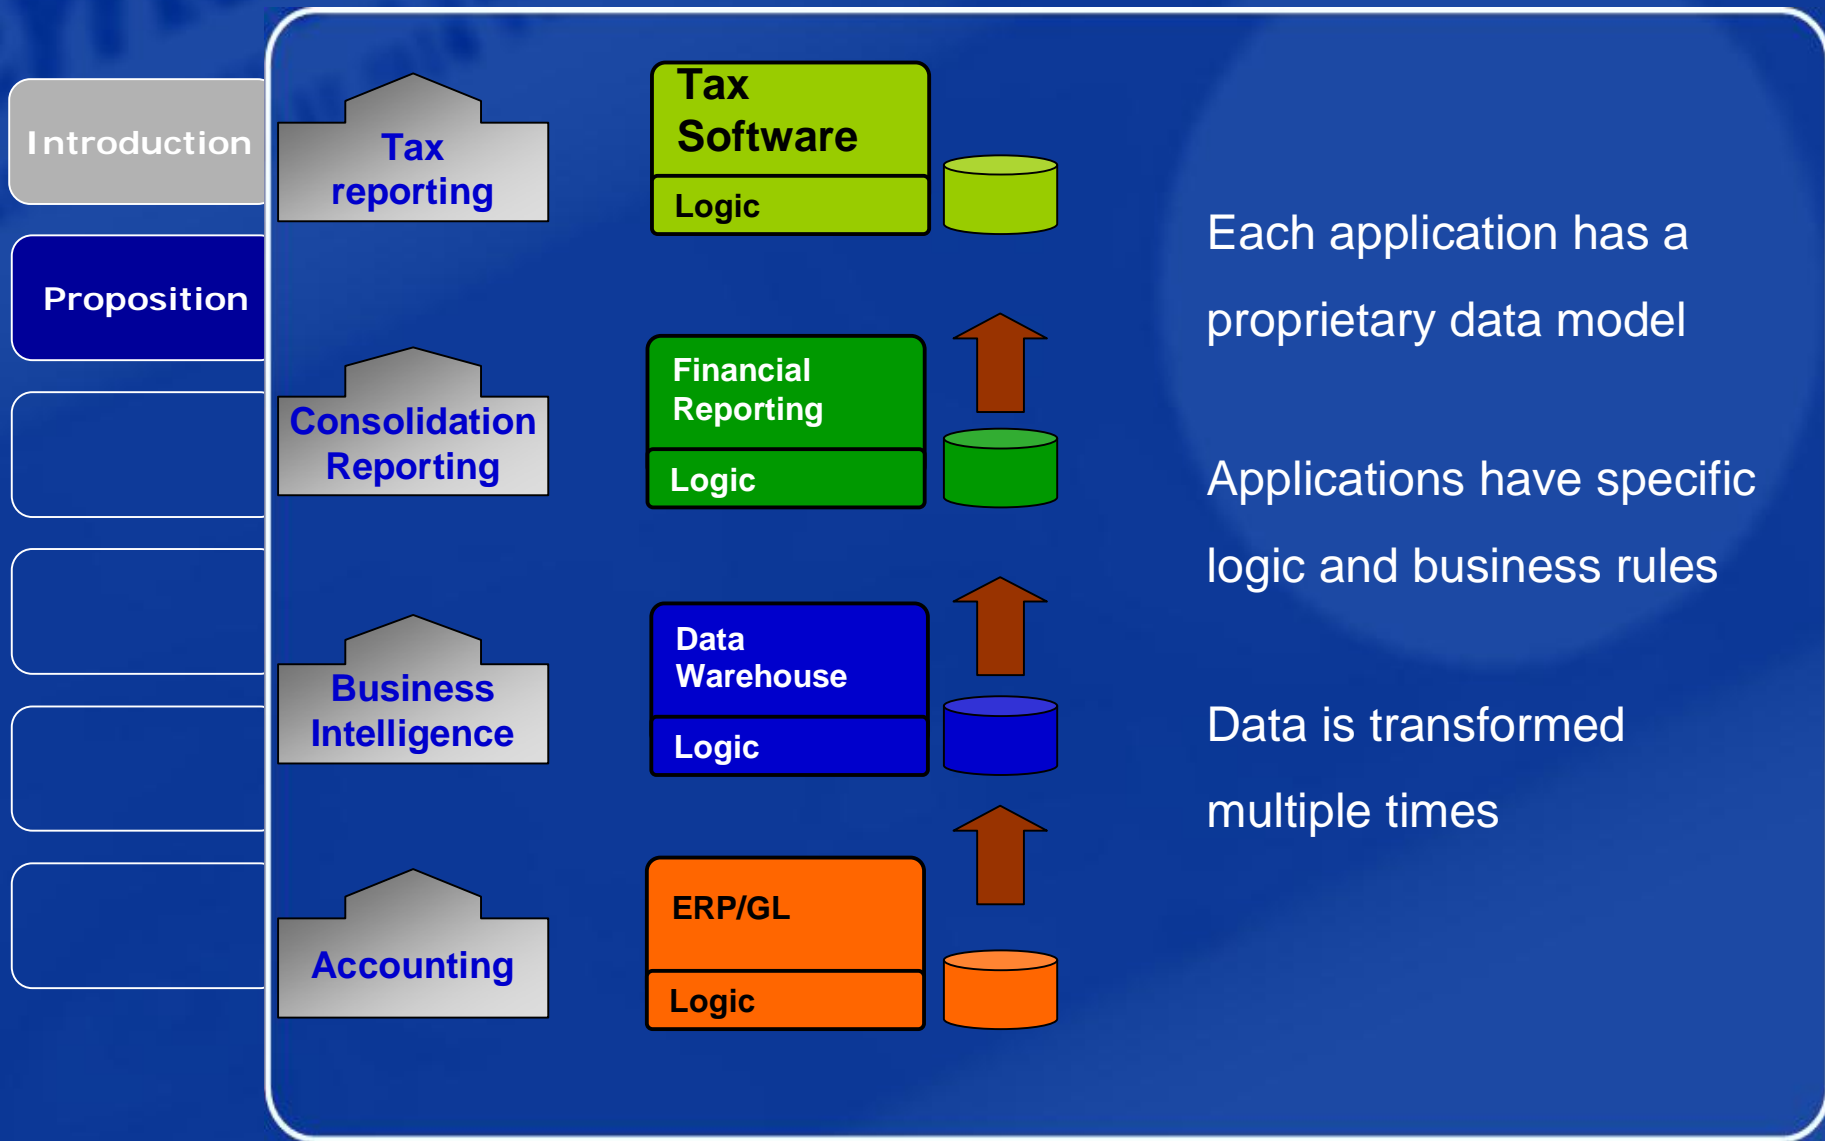 Introduction
Proposition
Tax
reporting
Tax
Software
Logic
Consolidation
Reporting
Financial
Reporting
Logic
Business
Intelligence
Data
Warehouse
Logic
Accounting
ERP/GL
Logic
Each application has a
proprietary data model
Applications have specific
logic and business rules
Data is transformed
multiple times